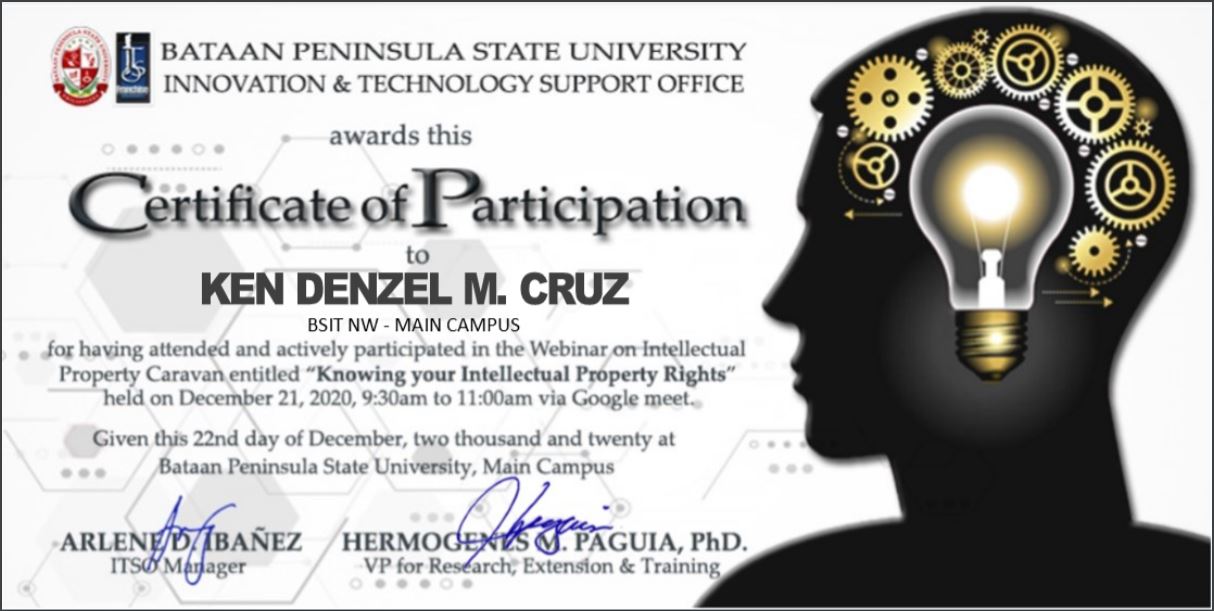 BATAAN PENINSULA STATE UNIVERSITY
INNOVATION & TECHNOLOGY SUPPORT OFFICE
awards this
Certificate of Participation
to
KEN DENZEL M. CRUZ
BSIT NW - MAIN CAMPUS
for having attended and actively participated in the Webinar on Intellectual
Property Caravan entitled “Knowing your Intellectual Property Rights”
held on December 21, 2020, 9:30am to 11:00am via Google meet.
Given this 22nd day of December, two thousand and twenty at
Bataan Peninsula State University, Main Campus
ARLENE D. IBAÑEZ
ITSO Manager
HERMOGENES M. PAGUIA, PhD.
VP for Research, Extension & Training